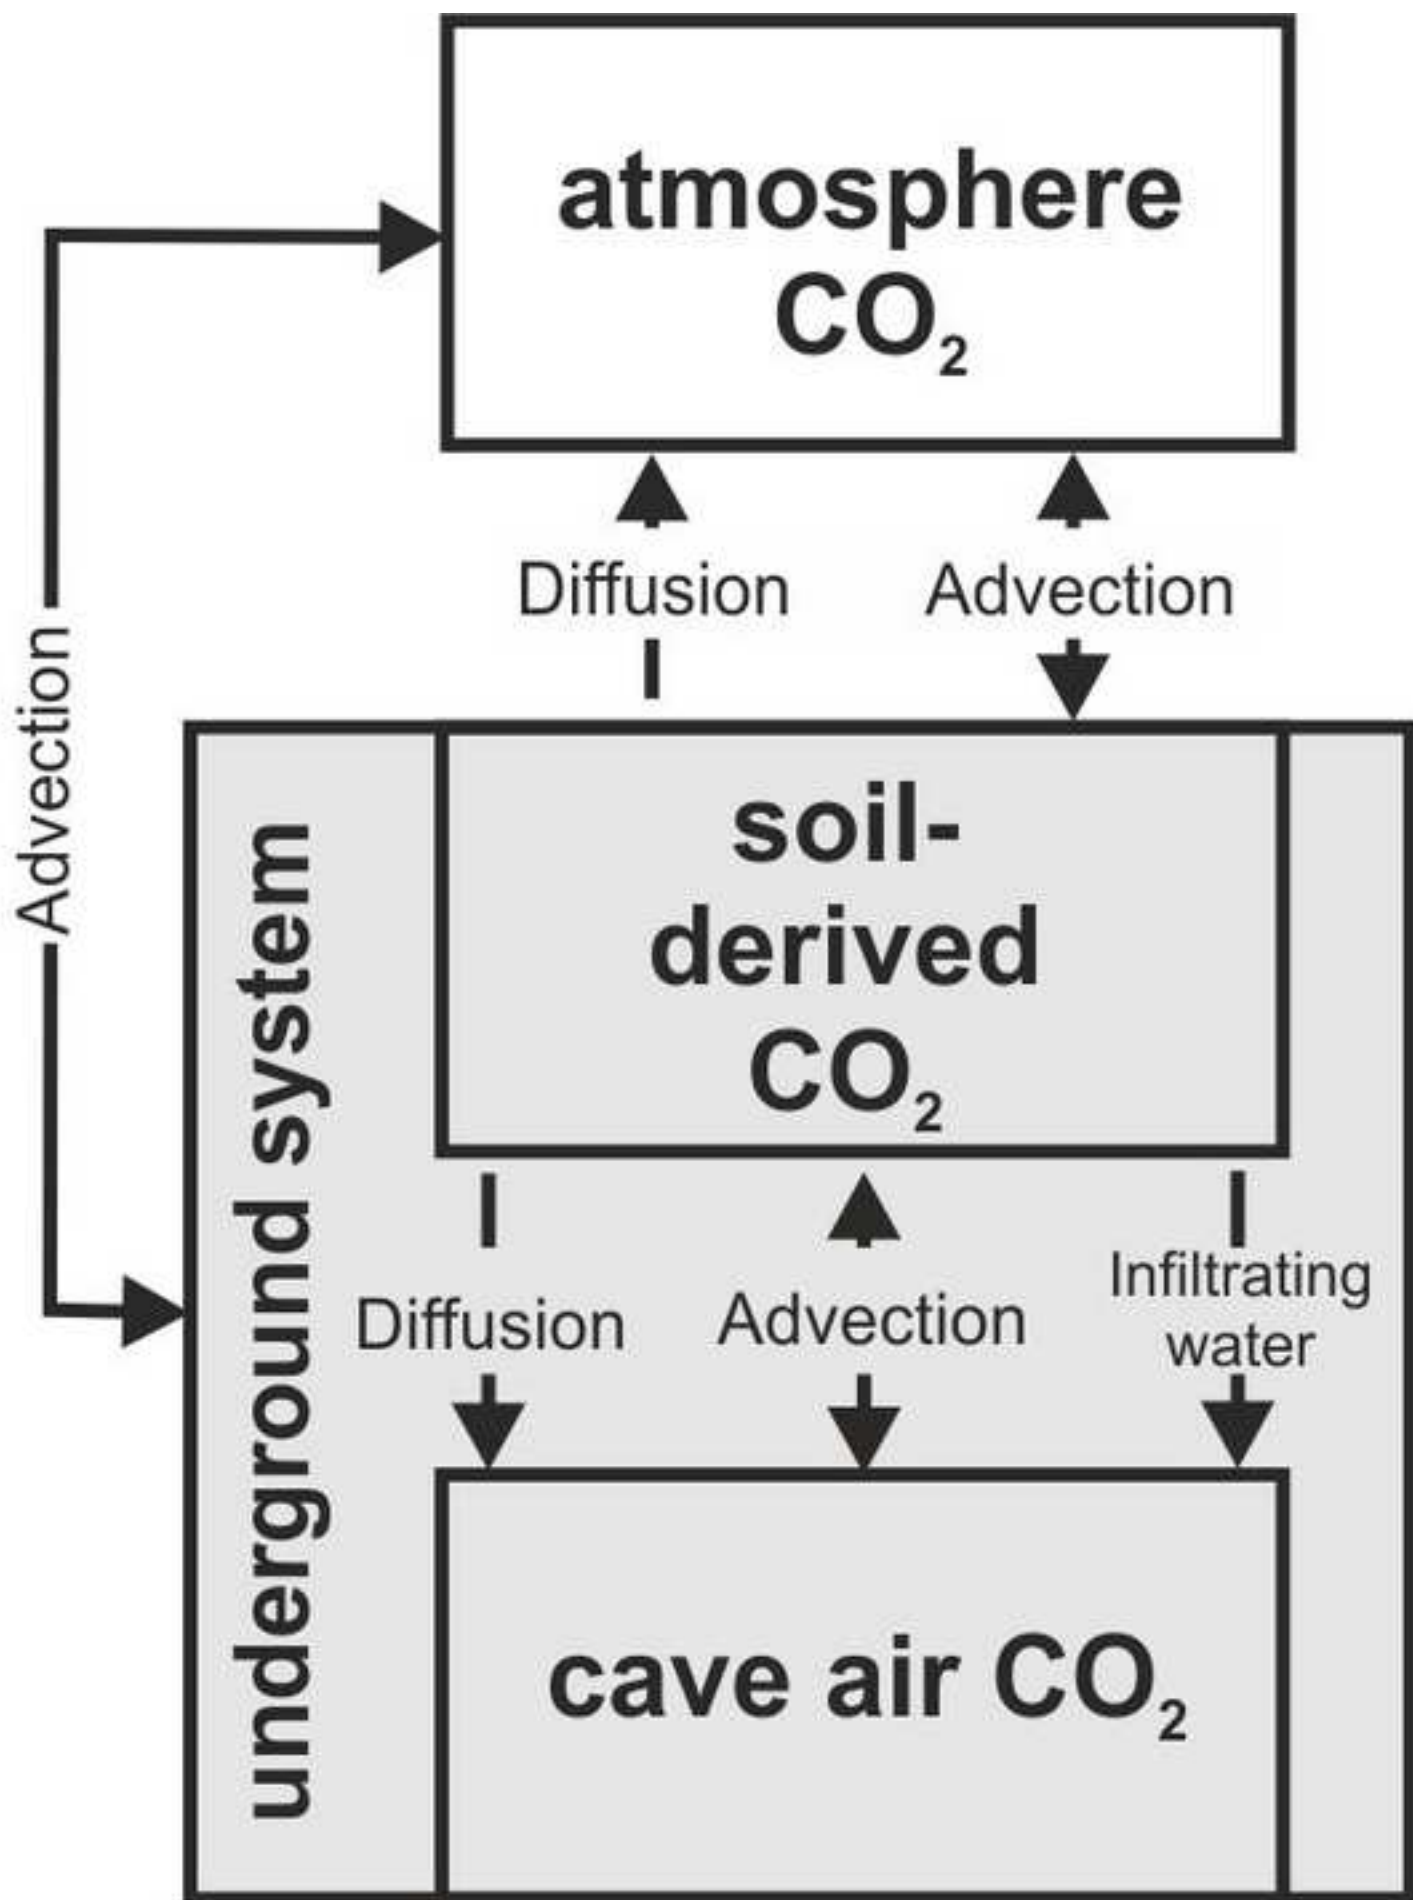 atmosphere
CO₂
Diffusion
Advection
Advection
underground system
soil-
derived
CO₂
Diffusion
Advection
Infiltrating
water
cave air CO₂